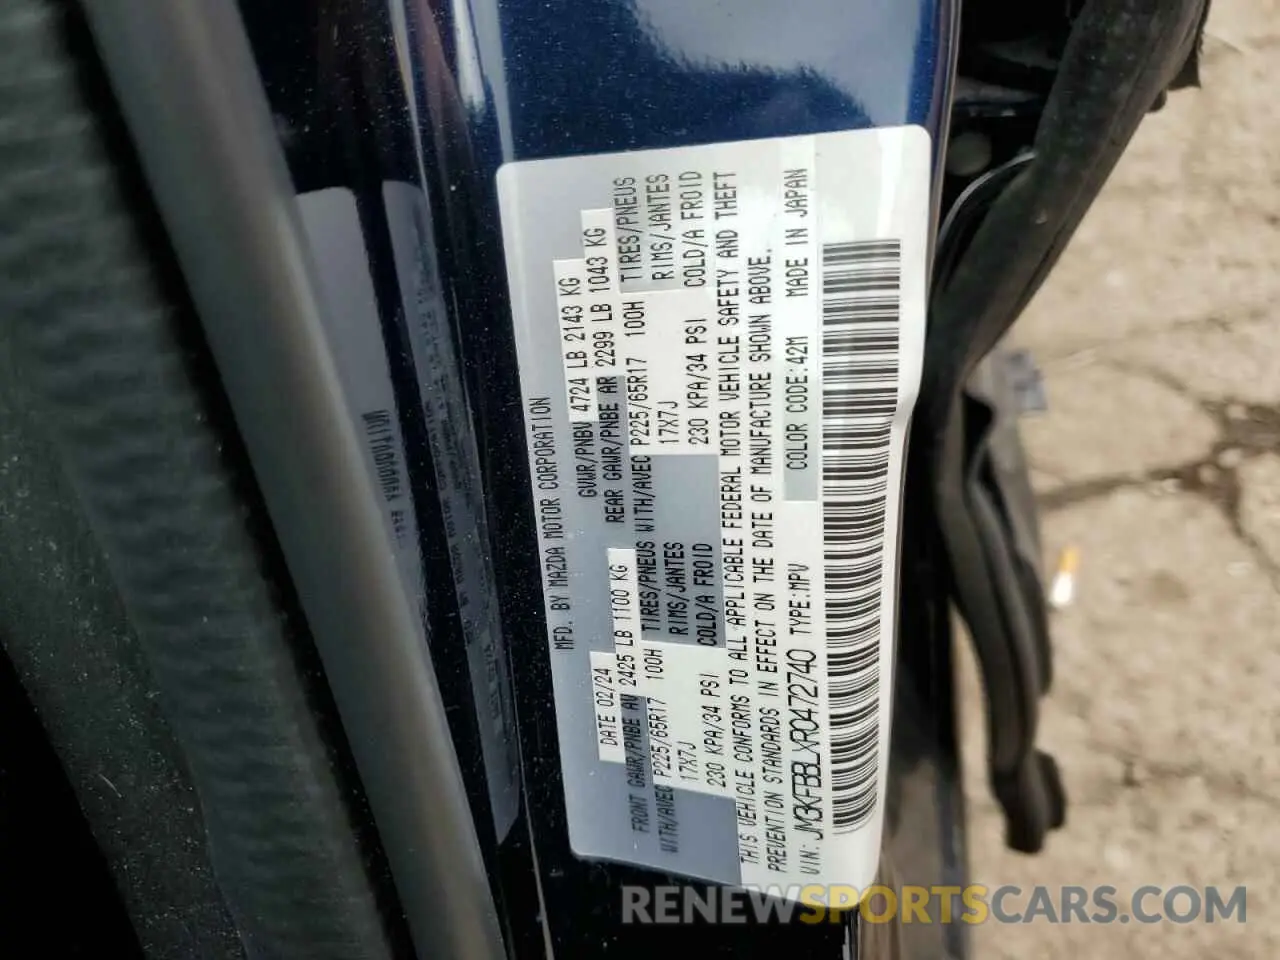 MFD. BY MAZDA MOTOR CORPORATION
DATE 02/24 GVWR/PNBV 4724 LB 2143 KG
FRONT GAWR/PNBE AV 2425 LB 1100 KG REAR GAWR/PNBE AR 2299 LB 1043 KG
WITH/AVEC P225/65R17 100H TIRES/PNEUS WITH/AVEC P225/65R17 100H TIRES/PNEUS
17X7J RIMS/JANTES 17X7J RIMS/JANTES
230 KPA/34 PSI COLD/A FROID 230 KPA/34 PSI COLD/A FROID
THIS VEHICLE CONFORMS TO ALL APPLICABLE FEDERAL MOTOR VEHICLE SAFETY AND THEFT
PREVENTION STANDARDS IN EFFECT ON THE DATE OF MANUFACTURE SHOWN ABOVE.
VIN: JM3KFBBLXR0472740 TYPE:MPV COLOR CODE:42M MADE IN JAPAN
RENEWSPORTSCARS.COM